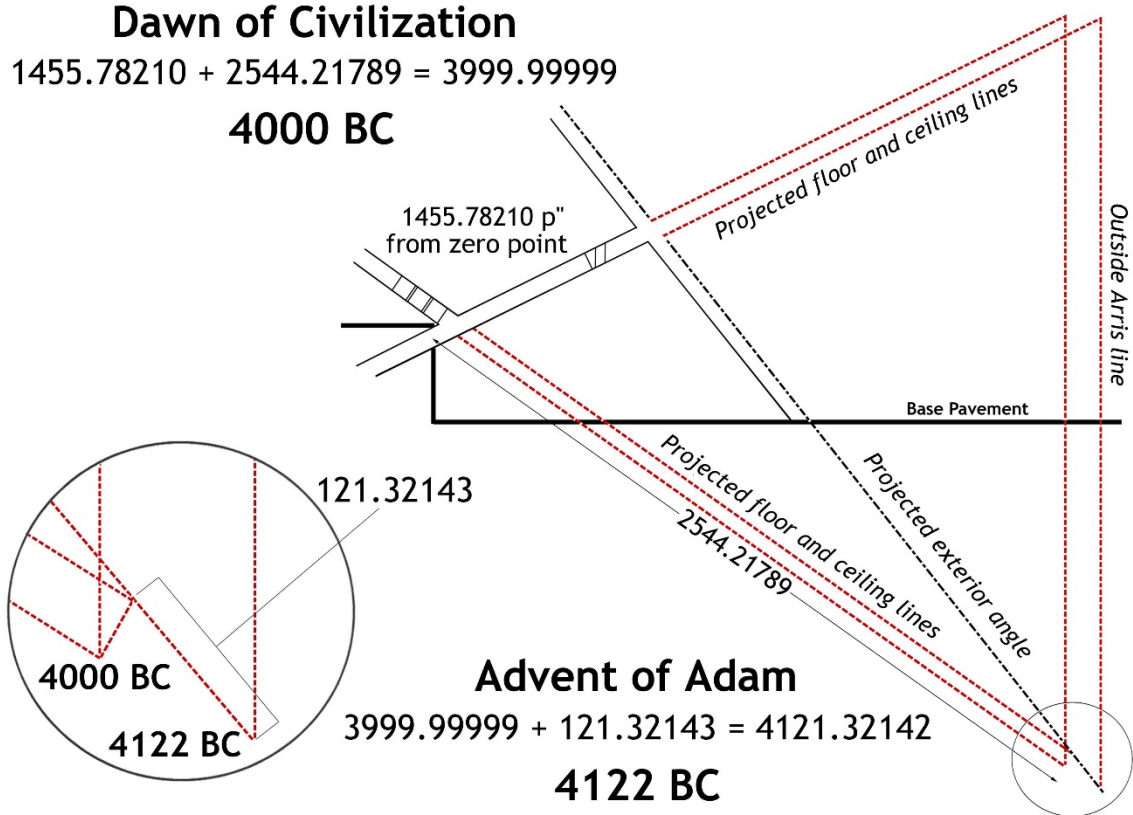 Dawn of Civilization
1455.78210 + 2544.21789 = 3999.99999
4000 BC
Projected floor and ceiling lines
1455.78210 p"
from zero point
Outside Arris line
Base Pavement
Projected floor and ceiling lines
2544.21789
Projected exterior angle
121.32143
4000 BC
4122 BC
Advent of Adam
3999.99999 + 121.32143 = 4121.32142
4122 BC